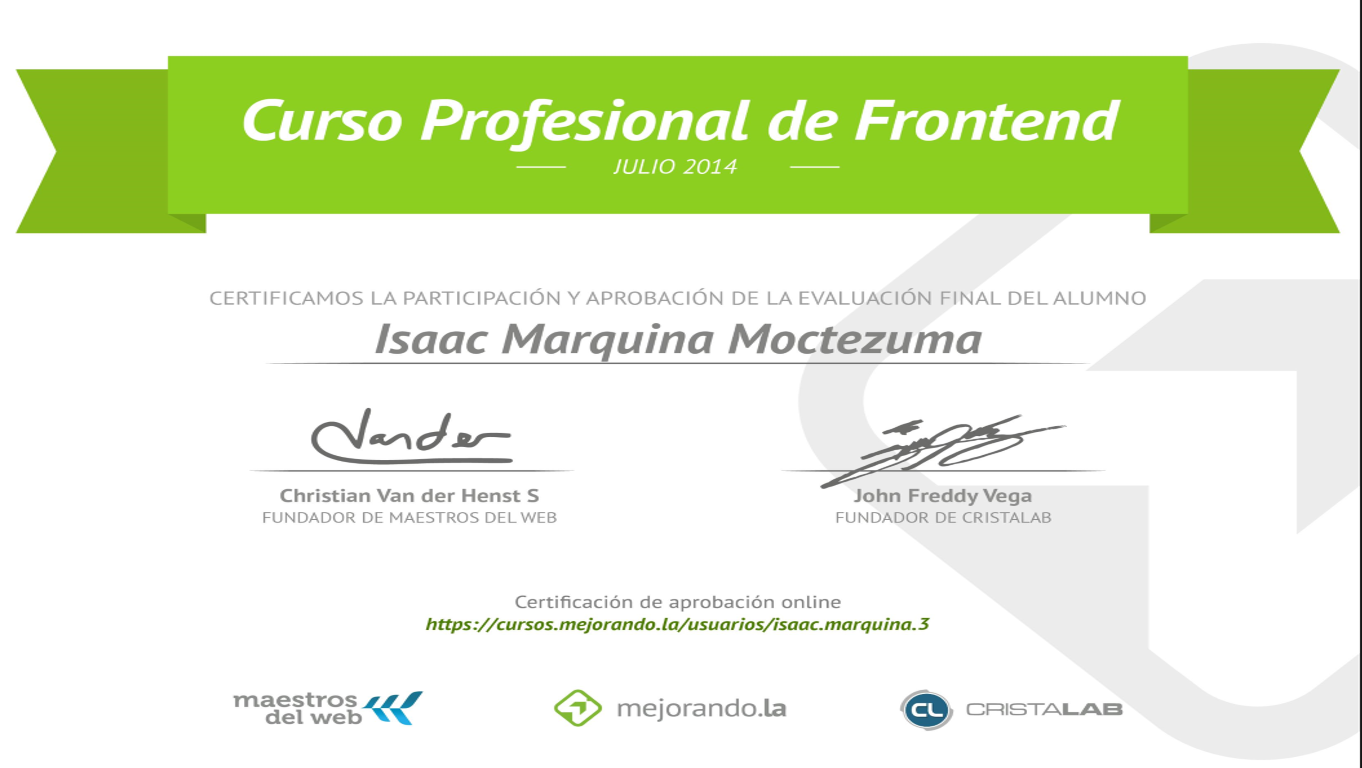 Curso Profesional de Frontend
JULIO 2014
CERTIFICAMOS LA PARTICIPACIÓN Y APROBACIÓN DE LA EVALUACIÓN FINAL DEL ALUMNO
Isaac Marquina Moctezuma
Vander
Christian Van der Henst S
FUNDADOR DE MAESTROS DEL WEB
John Freddy Vega
FUNDADOR DE CRISTALAB
Certificación de aprobación online
https://cursos.mejorando.la/usuarios/isaac.marquina.3
maestros
del web
mejorando.la
CL CRISTALAB